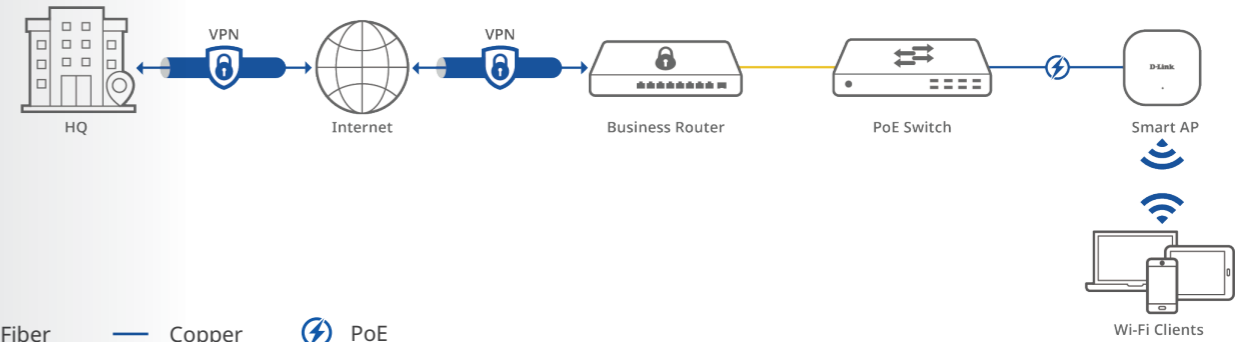 VPN
VPN
D-Link
HQ
Internet
Business Router
PoE Switch
Smart AP
Wi-Fi Clients
Fiber
Copper
PoE